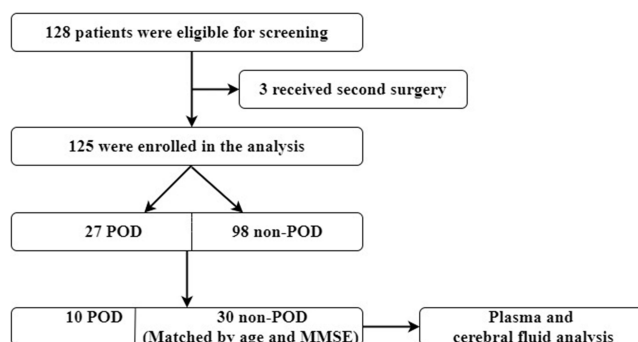 128 patients were eligible for screening
3 received second surgery
125 were enrolled in the analysis
27 POD
98 non-POD
10 POD
30 non-POD
(Matched by age and MMSE)
Plasma and
cerebral fluid analysis